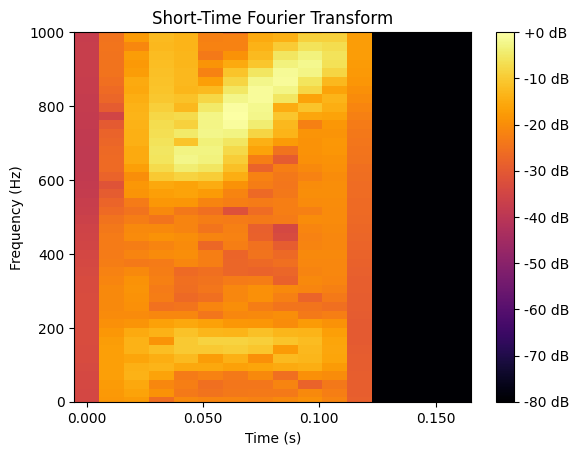 Short-Time Fourier Transform
1000
800
600
400
200
0
Frequency (Hz)
0.000
0.050
0.100
0.150
Time (s)
+0 dB
-10 dB
-20 dB
-30 dB
-40 dB
-50 dB
-60 dB
-70 dB
-80 dB